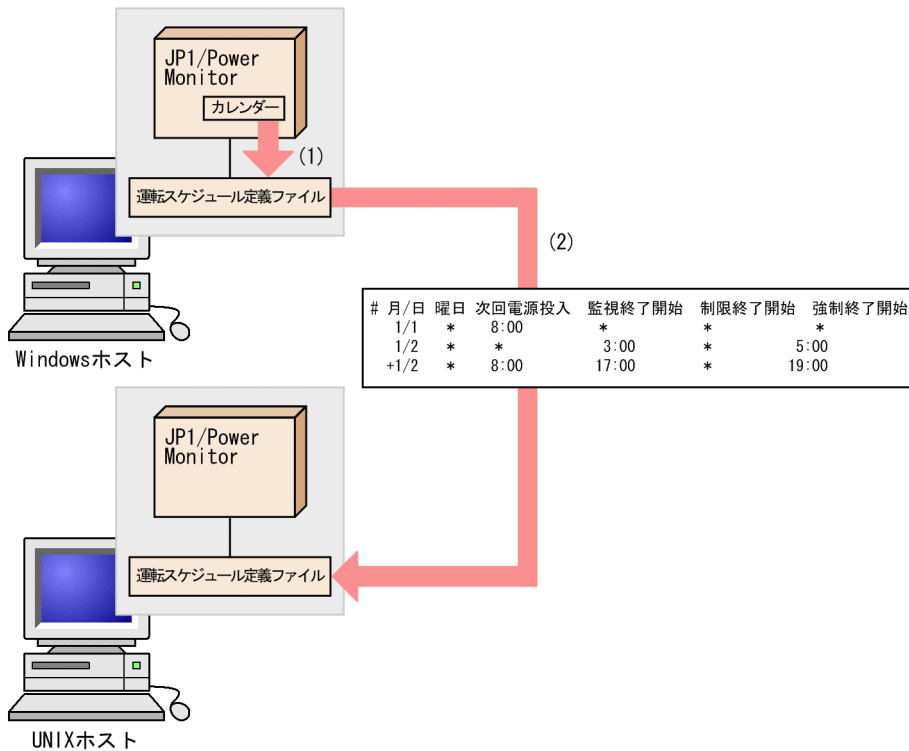 JP1/Power
Monitor
カレンダー
(1)
運転スケジュール定義ファイル
(2)
# 月/日 曜日 次回電源投入 監視終了開始 制限終了開始 強制終了開始
1/1 * 8:00 * * *
1/2 * * 3:00 * 5:00
+1/2 * 8:00 17:00 * 19:00
Windowsホスト
JP1/Power
Monitor
運転スケジュール定義ファイル
UNIXホスト